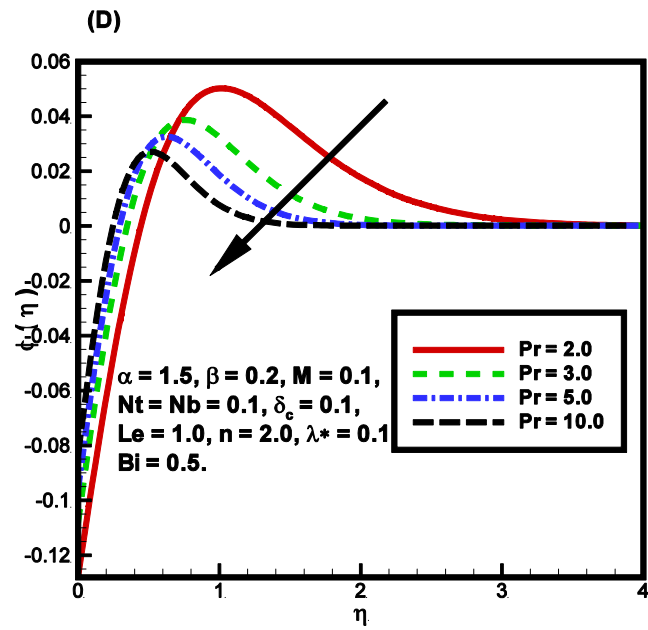 (D)
0.06
0.04
0.02
0
-0.02
-0.04
-0.06
-0.08
-0.1
-0.12
ϕ ( η )
Pr = 2.0
Pr = 3.0
Pr = 5.0
Pr = 10.0
α = 1.5, β = 0.2, M = 0.1,
Nt = Nb = 0.1, δc = 0.1,
Le = 1.0, n = 2.0, λ* = 0.1
Bi = 0.5.
0 1 2 3 4
η